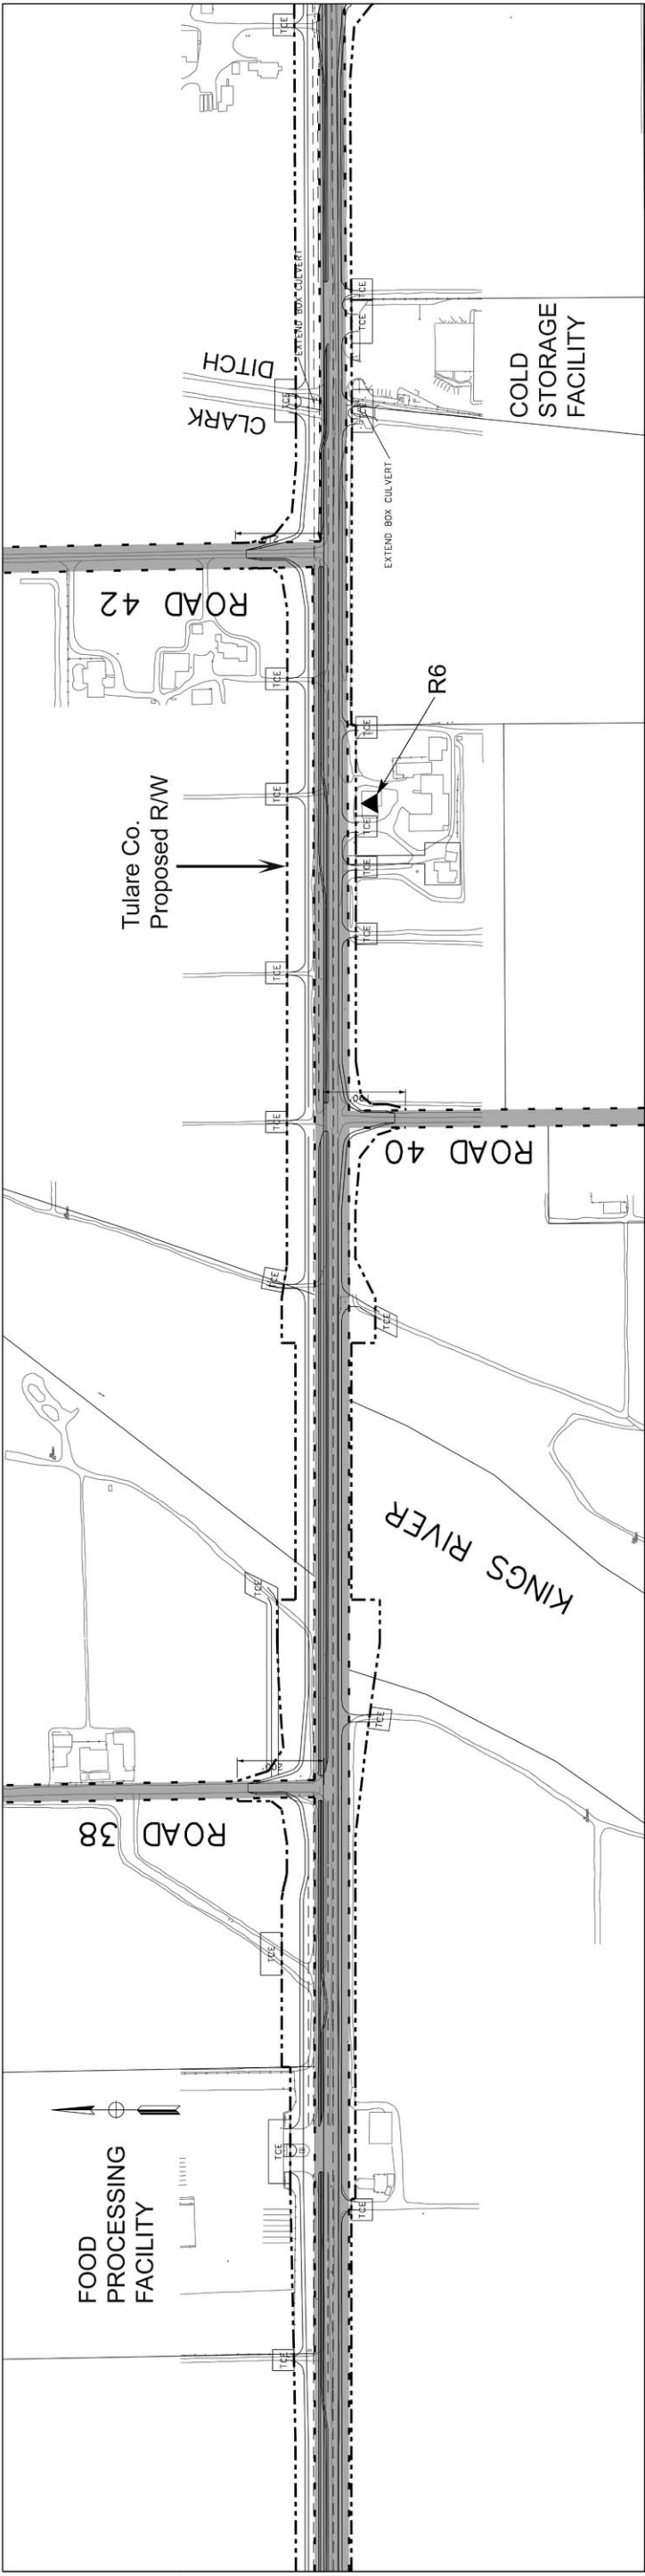 TCE
EXTEND BOX CULVERT
TCE
TCE
DITCH
CLARK
TCE
TCE
COLD
STORAGE
FACILITY
EXTEND BOX CULVERT
ROAD 42
TCE
R6
TCE
TCE
Tulare Co.
Proposed R/W
TCE
TCE
TCE
TCE
TCE
ROAD 40
TCE
TCE
KINGS RIVER
TCE
TCE
ROAD 38
TCE
FOOD
PROCESSING
FACILITY
TCE
TCE
TCE